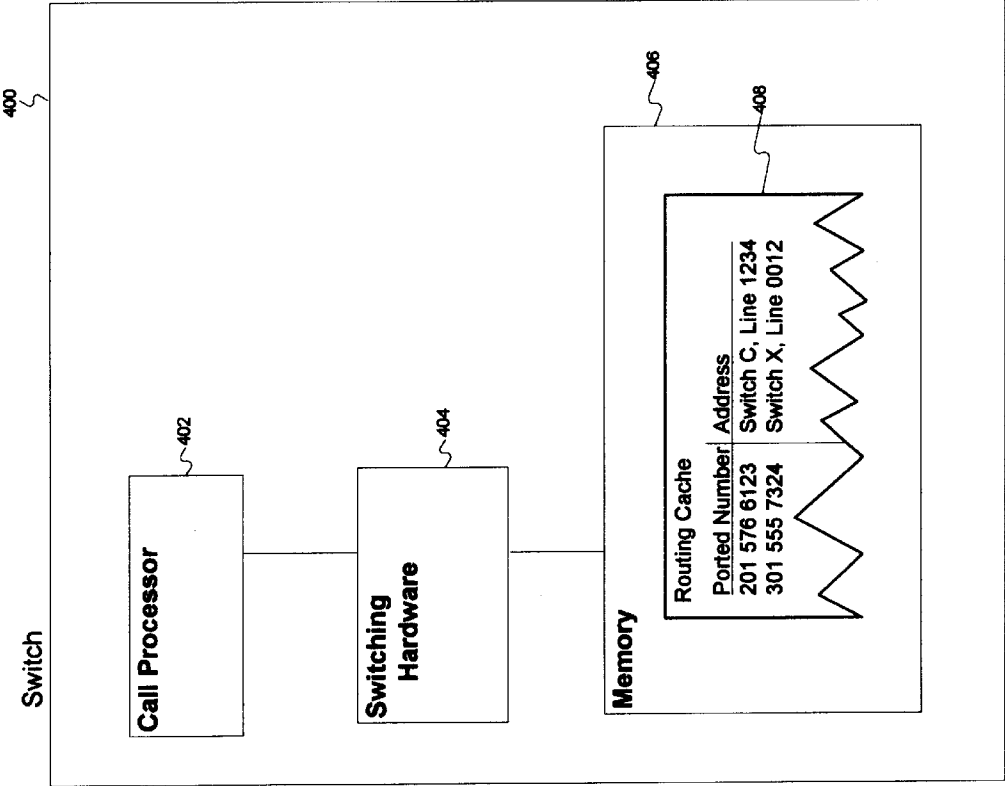 Switch
400
Call Processor
402
Switching
Hardware
404
Memory
406
Routing Cache
408
Ported Number Address
201 576 6123 Switch C, Line 1234
301 555 7324 Switch X, Line 0012